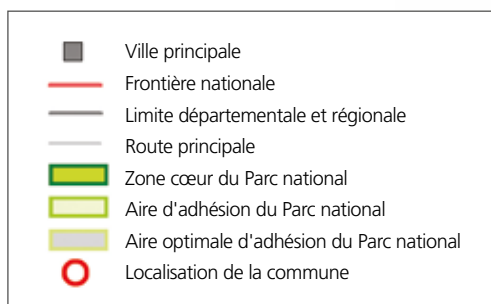 Ville principale
Frontière nationale
Limite départementale et régionale
Route principale
Zone cœur du Parc national
Aire d'adhésion du Parc national
Aire optimale d'adhésion du Parc national
Localisation de la commune